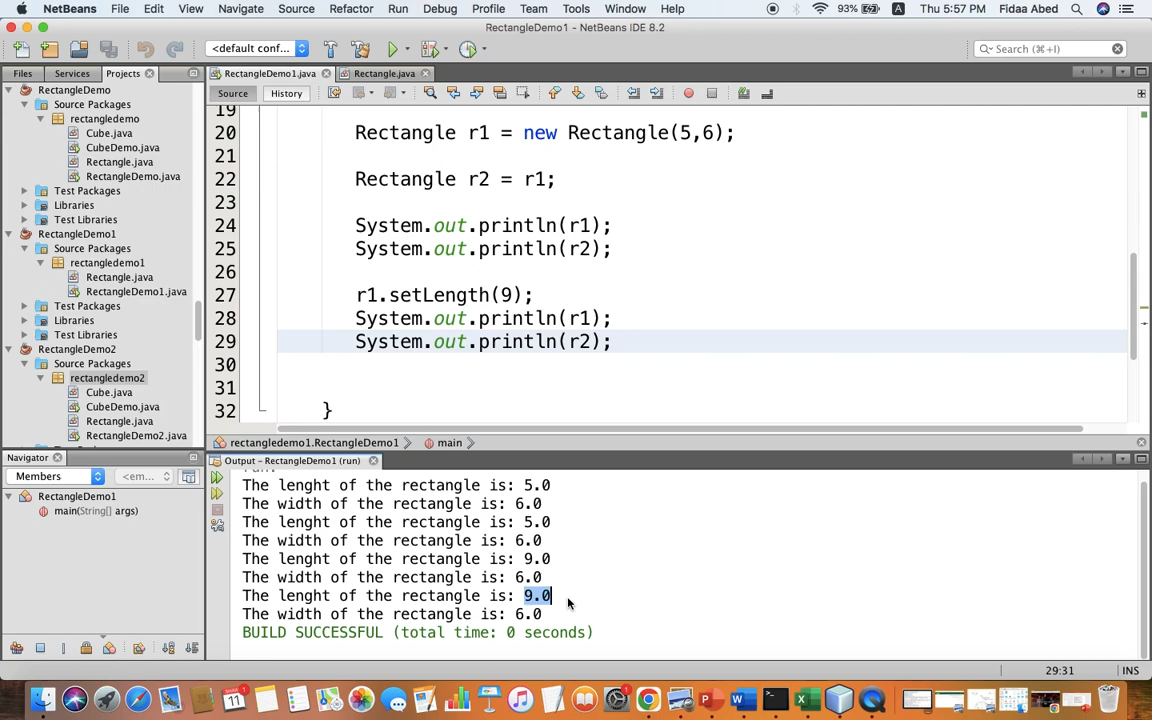 NetBeans File Edit View Navigate Source Refactor Run Debug Profile Team Tools Window Help 93% A Thu 5:57 PM Fidaa Abed
RectangleDemo1 - NetBeans IDE 8.2
<default conf... Search (⌘+I)
Files Services Projects RectangleDemo1.java Rectangle.java
Source History
RectangleDemo
Source Packages
rectangledemo
Cube.java
CubeDemo.java
Rectangle.java
RectangleDemo.java
Test Packages
Libraries
Test Libraries
RectangleDemo1
Source Packages
rectangledemo1
Rectangle.java
RectangleDemo1.java
Test Packages
Libraries
Test Libraries
RectangleDemo2
Source Packages
rectangledemo2
Cube.java
CubeDemo.java
Rectangle.java
RectangleDemo2.java
19
20 Rectangle r1 = new Rectangle(5,6);
21
22 Rectangle r2 = r1;
23
24 System.out.println(r1);
25 System.out.println(r2);
26
27 r1.setLength(9);
28 System.out.println(r1);
29 System.out.println(r2);
30
31
32 }
rectangledemo1.RectangleDemo1 main
Navigator
Members <em...
RectangleDemo1
main(String[] args)
Output - RectangleDemo1 (run)
run:
The lenght of the rectangle is: 5.0
The width of the rectangle is: 6.0
The lenght of the rectangle is: 5.0
The width of the rectangle is: 6.0
The lenght of the rectangle is: 9.0
The width of the rectangle is: 6.0
The lenght of the rectangle is: 9.0
The width of the rectangle is: 6.0
BUILD SUCCESSFUL (total time: 0 seconds)
29:31 INS